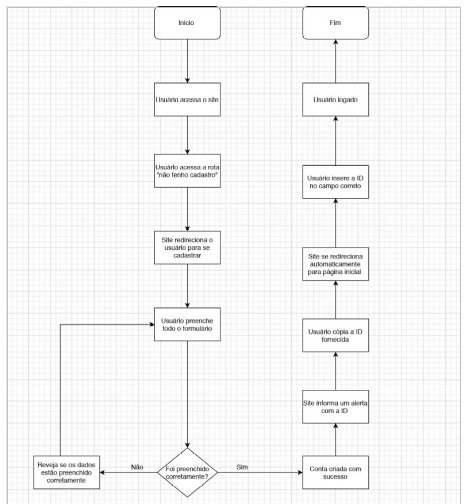 Início
Usuário acessa o site
Usuário acessa a rota
"não tenho cadastro"
Site redireciona o
usuário para se
cadastrar
Usuário preenche
todo o formulário
Foi preenchido
corretamente?
Não
Reveja se os dados
estão preenchido
corretamente
Sim
Conta criada com
sucesso
Site informa um alerta
com a ID
Usuário cópia a ID
fornecida
Site se redireciona
automaticamente
para página inicial
Usuário insere a ID
no campo correto
Usuário logado
Fim